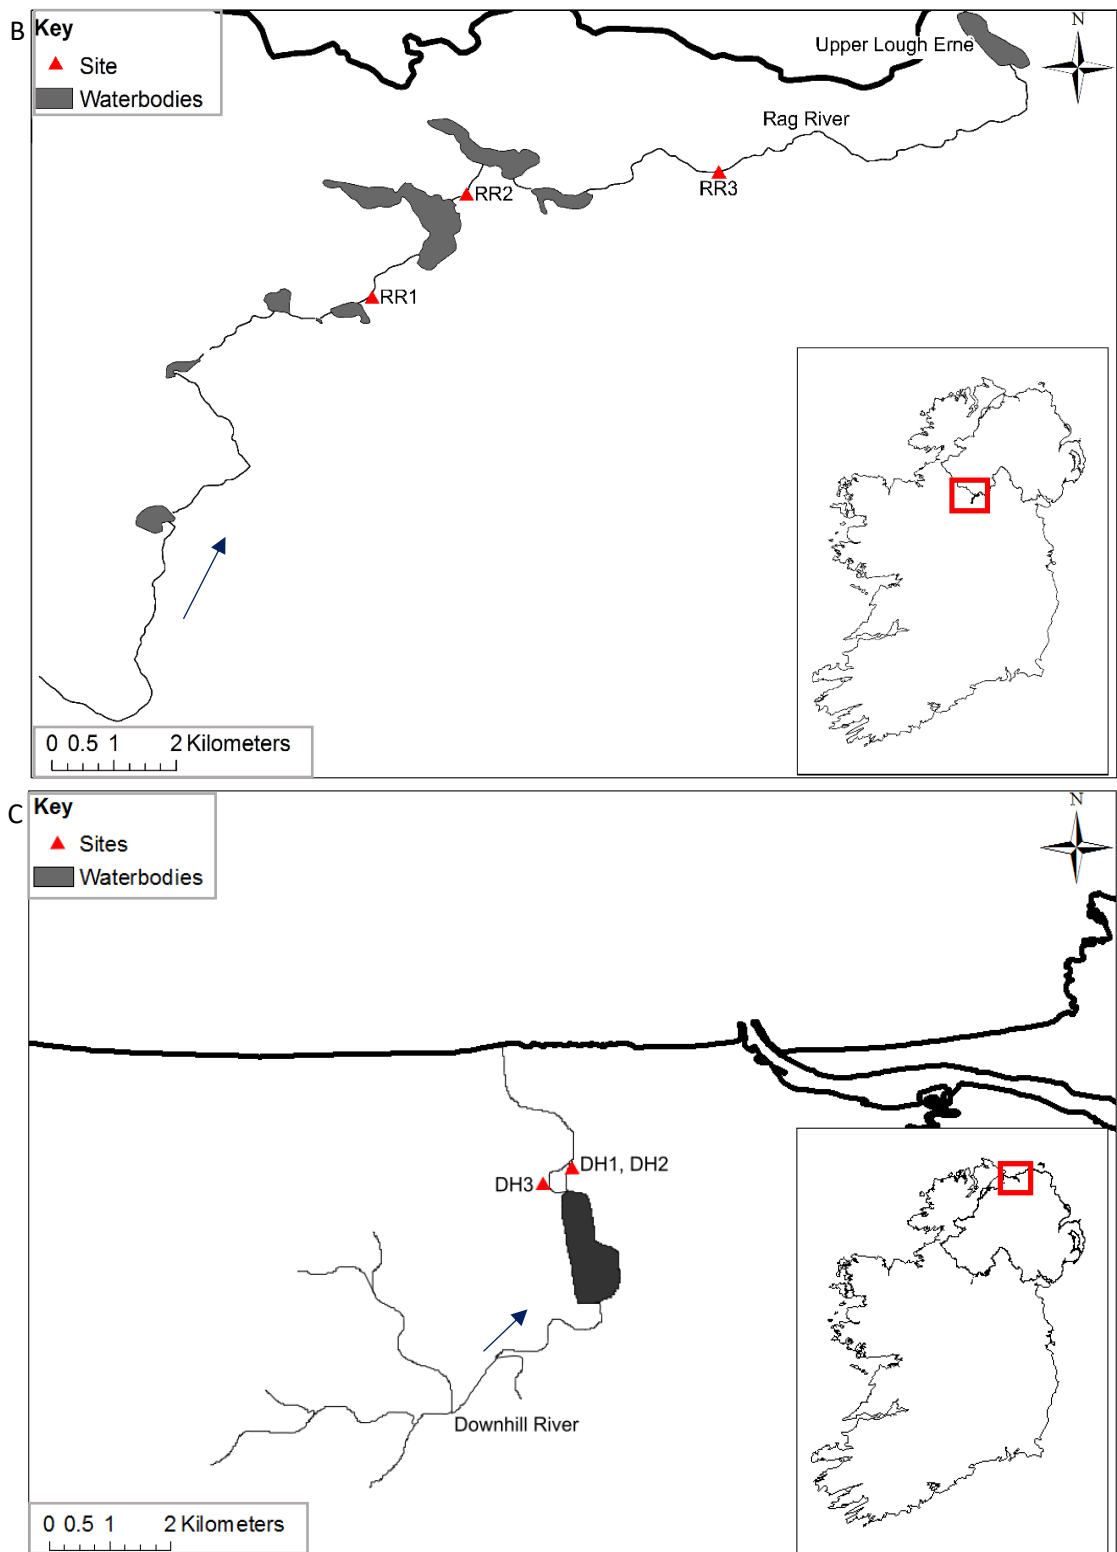 B
Key
Site
Waterbodies
Upper Lough Erne
N
Rag River
RR3
RR2
RR1
0 0.5 1 2 Kilometers
C
Key
Sites
Waterbodies
N
DH1, DH2
DH3
Downhill River
0 0.5 1 2 Kilometers